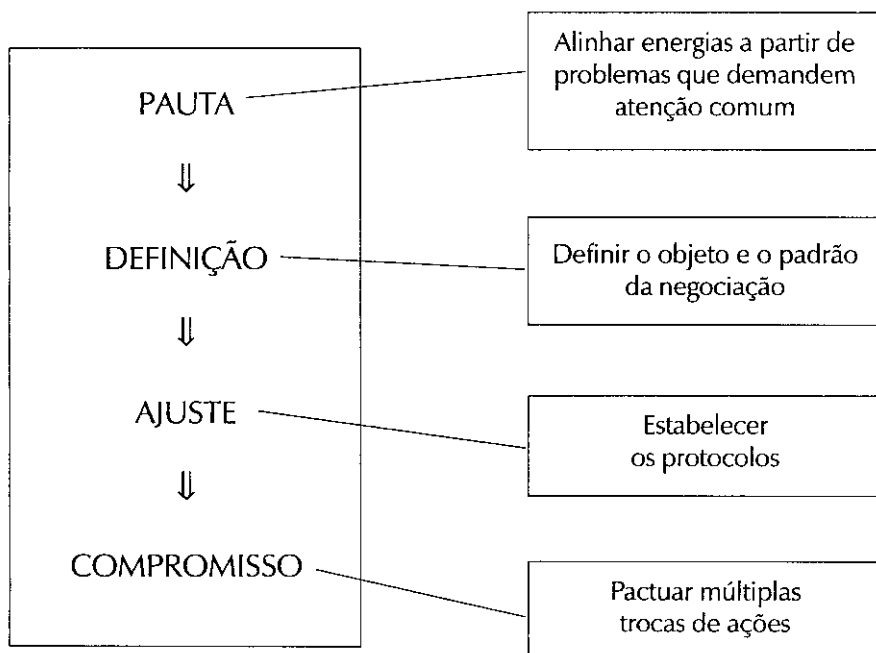 PAUTA
Alinhar energias a partir de
problemas que demandem
atenção comum
⇓
DEFINIÇÃO
Definir o objeto e o padrão
da negociação
⇓
AJUSTE
Estabelecer
os protocolos
⇓
COMPROMISSO
Pactuar múltiplas
trocas de ações